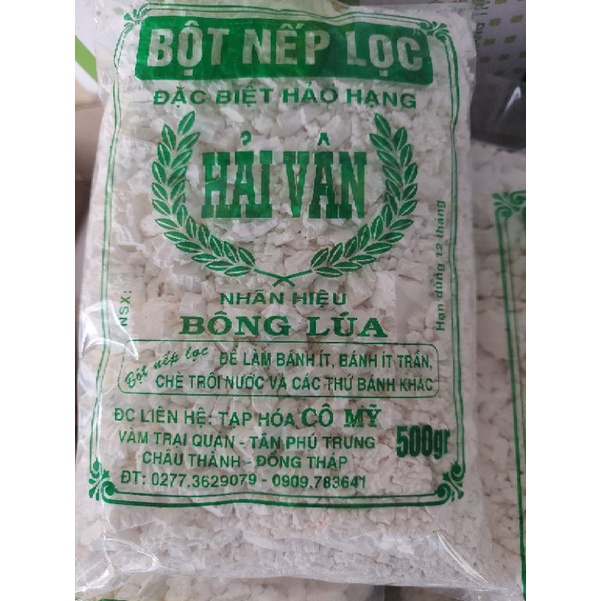 BỘT NẾP LỌC
ĐẶC BIỆT HẢO HẠNG
HẢI VÂN
NHÃN HIỆU
BÔNG LÚA
Bột nếp lọc ĐỂ LÀM BÁNH ÍT, BÁNH ÍT TRẦN,
CHÈ TRÔI NƯỚC VÀ CÁC THỨ BÁNH KHÁC
ĐC LIÊN HỆ: TẠP HÓA CÔ MỸ
VÀM TRẠI QUÁN - TÂN PHÚ TRUNG
CHÂU THÀNH - ĐỒNG THÁP
ĐT: 0277.3629079 - 0909.783641
500gr
NSX:
Hạn dùng 12 tháng